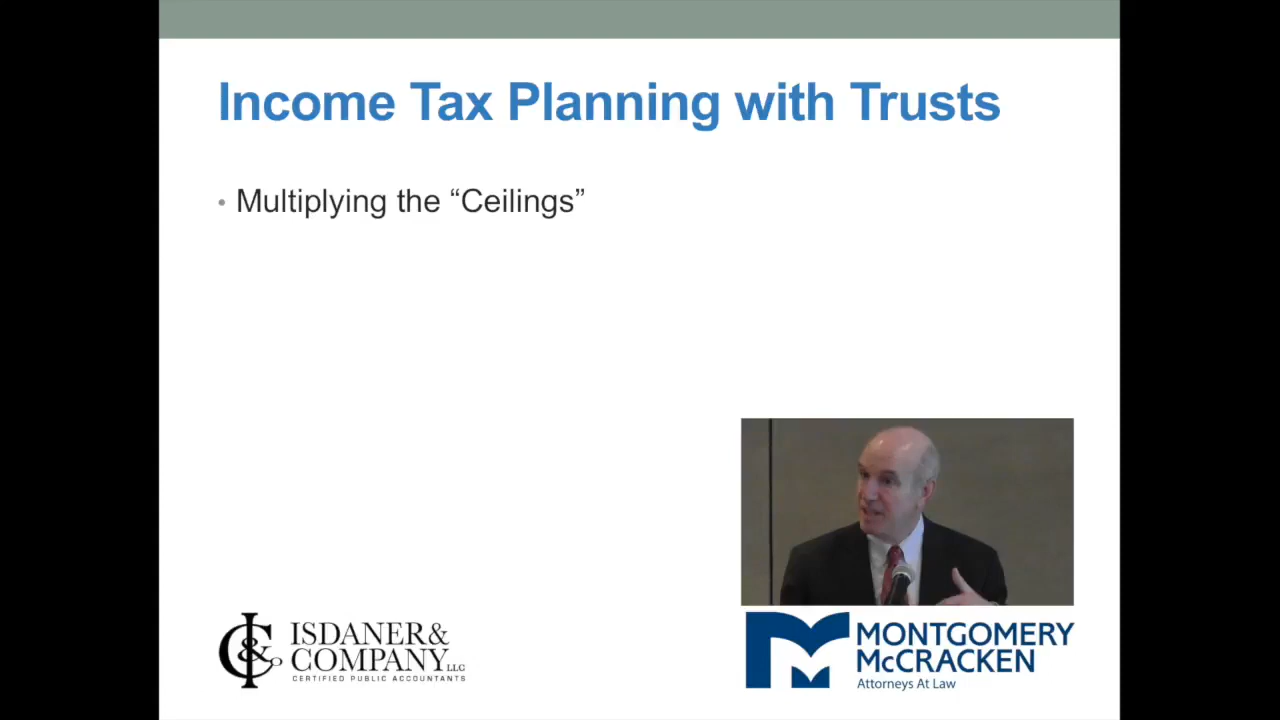 Income Tax Planning with Trusts
• Multiplying the “Ceilings”
I&C
ISDANER&
COMPANY LLC
CERTIFIED PUBLIC ACCOUNTANTS
M
MONTGOMERY
McCRACKEN
Attorneys At Law